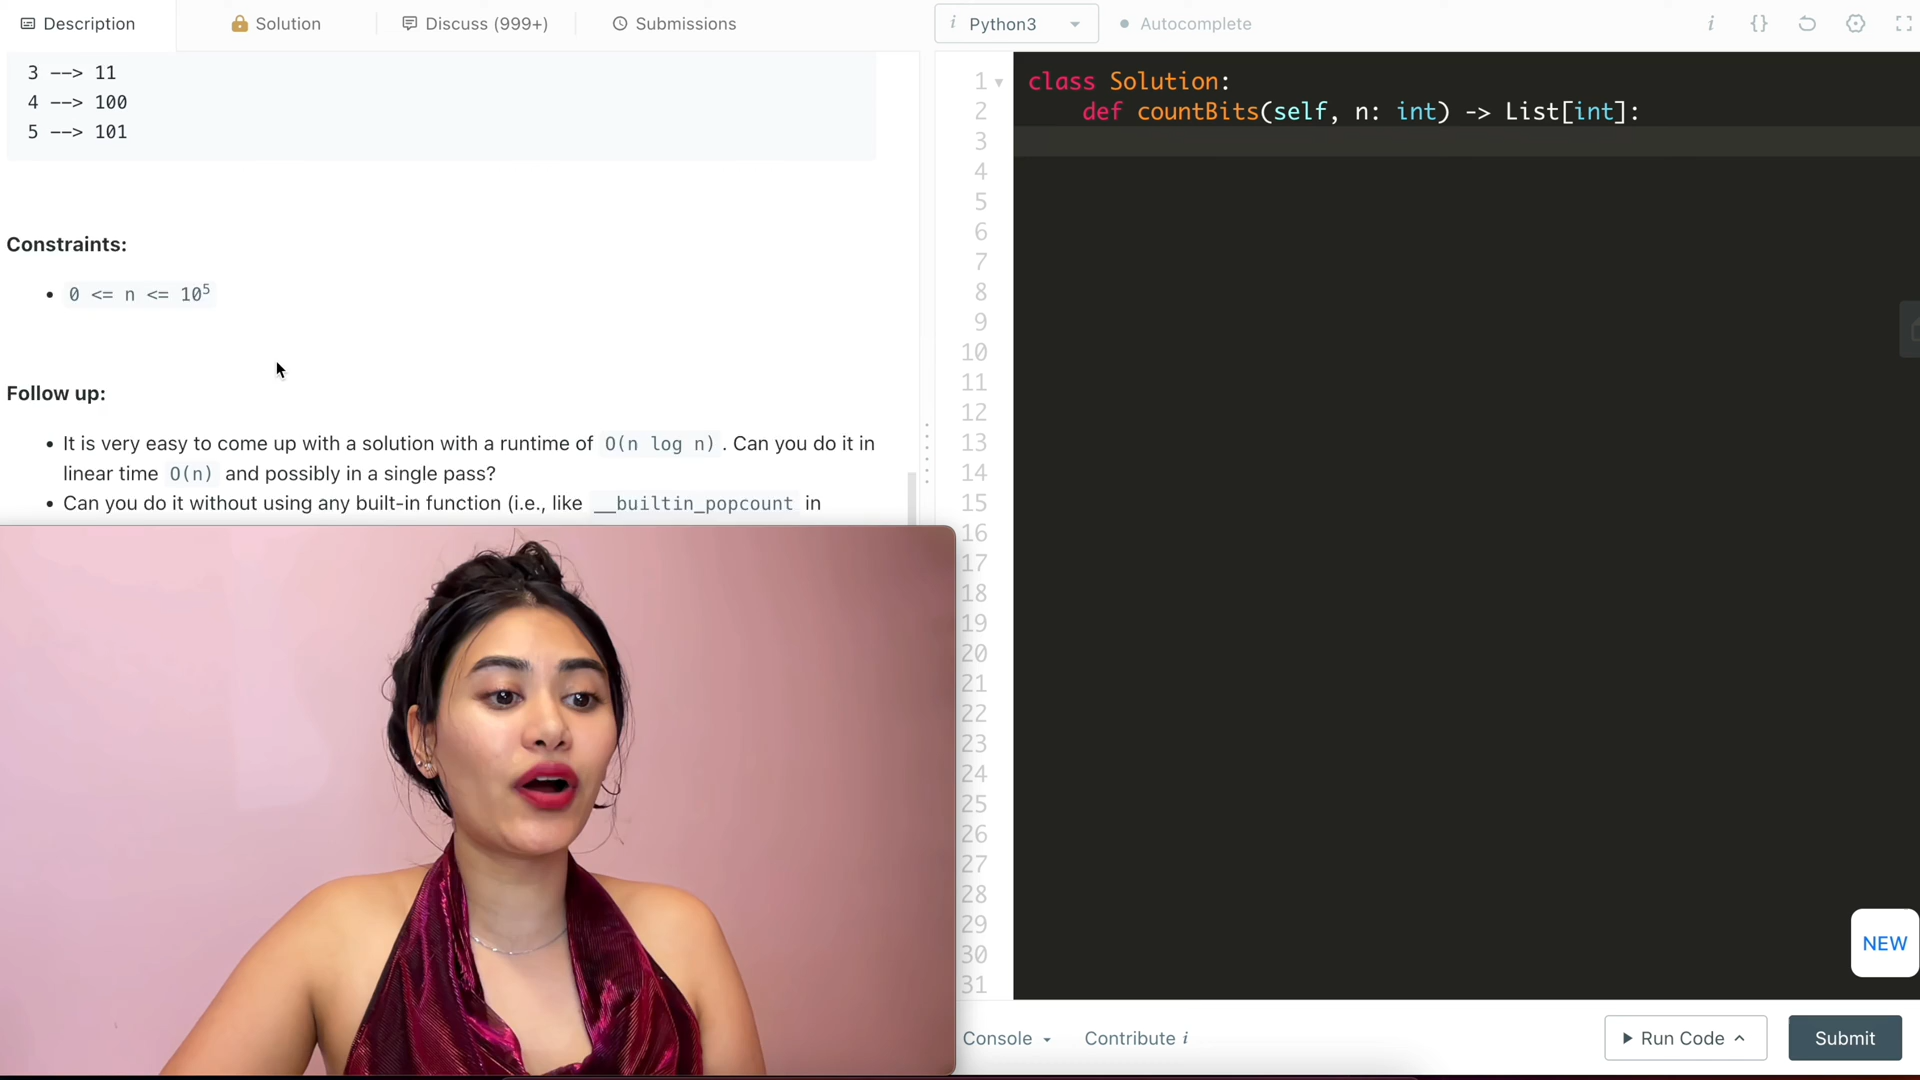 Description
Solution
Discuss (999+)
Submissions
i Python3
Autocomplete
i {}
3 --> 11
4 --> 100
5 --> 101
Constraints:
• 0 <= n <= 10⁵
Follow up:
• It is very easy to come up with a solution with a runtime of O(n log n) . Can you do it in
linear time O(n) and possibly in a single pass?
• Can you do it without using any built-in function (i.e., like __builtin_popcount in
1 class Solution:
2 def countBits(self, n: int) -> List[int]:
3
4
5
6
7
8
9
10
11
12
13
14
15
16
17
18
19
20
21
22
23
24
25
26
27
28
29
30
31
NEW
Console
Contribute i
Run Code
Submit